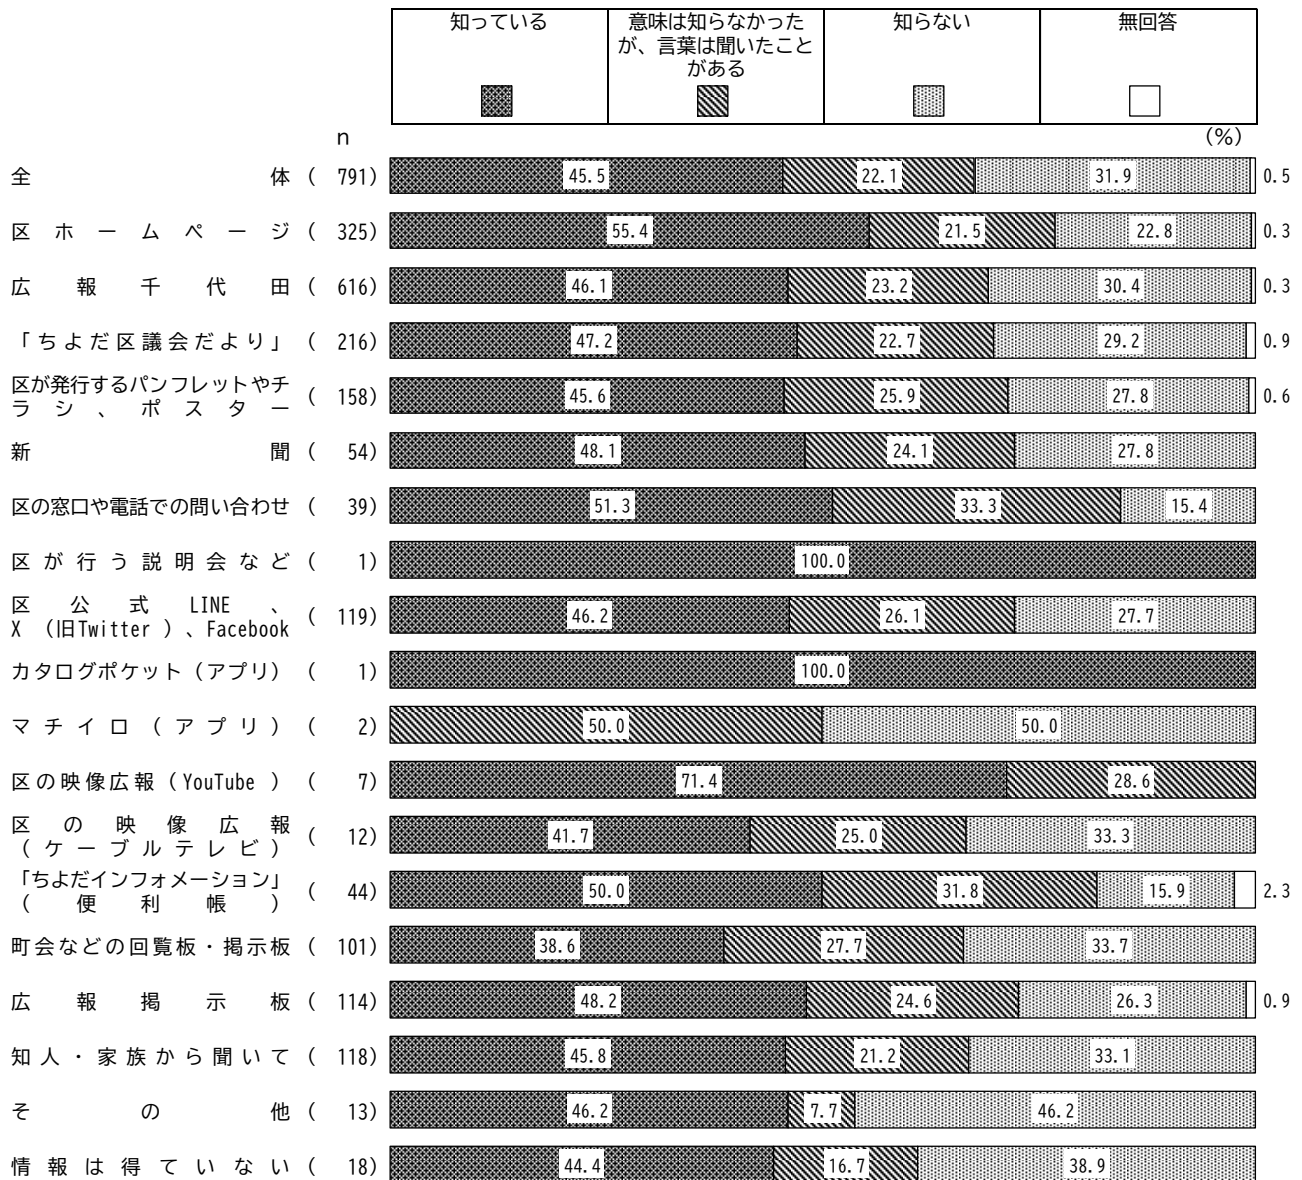 知っている
意味は知らなかった
が、言葉は聞いたこと
がある
知らない
無回答
n
(%)
全体 ( 791) 45.5 22.1 31.9 0.5
区ホームページ ( 325) 55.4 21.5 22.8 0.3
広報千代田 ( 616) 46.1 23.2 30.4 0.3
「ちよだ区議会だより」 ( 216) 47.2 22.7 29.2 0.9
区が発行するパンフレットやチ
ラシ、ポスター ( 158) 45.6 25.9 27.8 0.6
新聞 ( 54) 48.1 24.1 27.8
区の窓口や電話での問い合わせ ( 39) 51.3 33.3 15.4
区が行う説明会など ( 1) 100.0
区公式LINE、
X (旧Twitter )、Facebook ( 119) 46.2 26.1 27.7
カタログポケット(アプリ) ( 1) 100.0
マチイロ(アプリ) ( 2) 50.0 50.0
区の映像広報(YouTube ) ( 7) 71.4 28.6
区の映像広報
(ケーブルテレビ) ( 12) 41.7 25.0 33.3
「ちよだインフォメーション」
(便利帳) ( 44) 50.0 31.8 15.9 2.3
町会などの回覧板・掲示板 ( 101) 38.6 27.7 33.7
広報掲示板 ( 114) 48.2 24.6 26.3 0.9
知人・家族から聞いて ( 118) 45.8 21.2 33.1
その他 ( 13) 46.2 7.7 46.2
情報は得ていない ( 18) 44.4 16.7 38.9